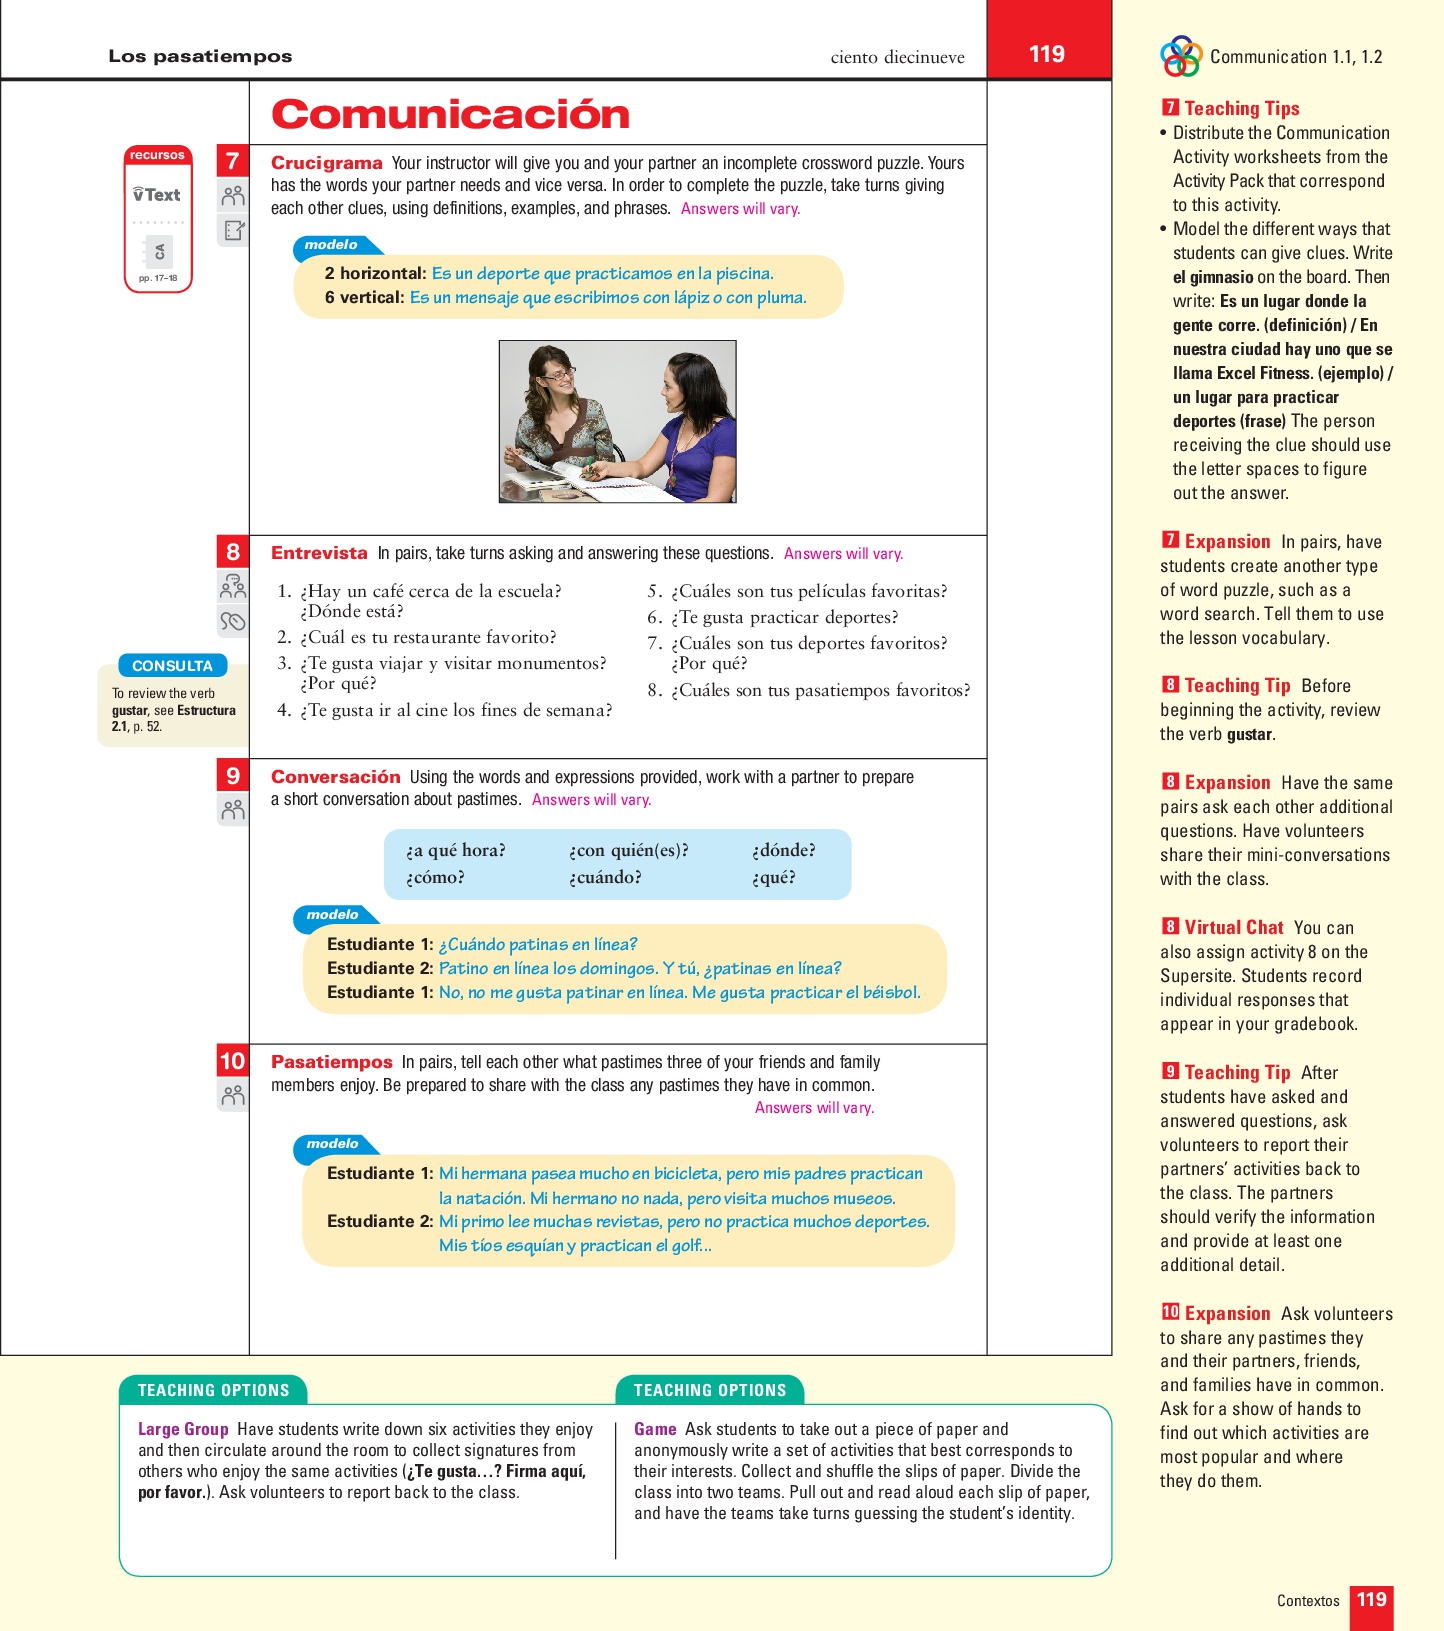 Los pasatiempos
ciento diecinueve
119
Comunicación
recursos
vText
CA
pp. 17–18
7
Crucigrama Your instructor will give you and your partner an incomplete crossword puzzle. Yours
has the words your partner needs and vice versa. In order to complete the puzzle, take turns giving
each other clues, using definitions, examples, and phrases. Answers will vary.
modelo
2 horizontal: Es un deporte que practicamos en la piscina.
6 vertical: Es un mensaje que escribimos con lápiz o con pluma.
8
Entrevista In pairs, take turns asking and answering these questions. Answers will vary.
1. ¿Hay un café cerca de la escuela?
¿Dónde está?
2. ¿Cuál es tu restaurante favorito?
3. ¿Te gusta viajar y visitar monumentos?
¿Por qué?
4. ¿Te gusta ir al cine los fines de semana?
5. ¿Cuáles son tus películas favoritas?
6. ¿Te gusta practicar deportes?
7. ¿Cuáles son tus deportes favoritos?
¿Por qué?
8. ¿Cuáles son tus pasatiempos favoritos?
CONSULTA
To review the verb
gustar, see Estructura
2.1, p. 52.
9
Conversación Using the words and expressions provided, work with a partner to prepare
a short conversation about pastimes. Answers will vary.
¿a qué hora? ¿con quién(es)? ¿dónde?
¿cómo? ¿cuándo? ¿qué?
modelo
Estudiante 1: ¿Cuándo patinas en línea?
Estudiante 2: Patino en línea los domingos. Y tú, ¿patinas en línea?
Estudiante 1: No, no me gusta patinar en línea. Me gusta practicar el béisbol.
10
Pasatiempos In pairs, tell each other what pastimes three of your friends and family
members enjoy. Be prepared to share with the class any pastimes they have in common.
Answers will vary.
modelo
Estudiante 1: Mi hermana pasea mucho en bicicleta, pero mis padres practican
la natación. Mi hermano no nada, pero visita muchos museos.
Estudiante 2: Mi primo lee muchas revistas, pero no practica muchos deportes.
Mis tíos esquían y practican el golf...
Communication 1.1, 1.2
7 Teaching Tips
• Distribute the Communication
Activity worksheets from the
Activity Pack that correspond
to this activity.
• Model the different ways that
students can give clues. Write
el gimnasio on the board. Then
write: Es un lugar donde la
gente corre. (definición) / En
nuestra ciudad hay uno que se
llama Excel Fitness. (ejemplo) /
un lugar para practicar
deportes (frase) The person
receiving the clue should use
the letter spaces to figure
out the answer.
7 Expansion In pairs, have
students create another type
of word puzzle, such as a
word search. Tell them to use
the lesson vocabulary.
8 Teaching Tip Before
beginning the activity, review
the verb gustar.
8 Expansion Have the same
pairs ask each other additional
questions. Have volunteers
share their mini-conversations
with the class.
8 Virtual Chat You can
also assign activity 8 on the
Supersite. Students record
individual responses that
appear in your gradebook.
9 Teaching Tip After
students have asked and
answered questions, ask
volunteers to report their
partners’ activities back to
the class. The partners
should verify the information
and provide at least one
additional detail.
10 Expansion Ask volunteers
to share any pastimes they
and their partners, friends,
and families have in common.
Ask for a show of hands to
find out which activities are
most popular and where
they do them.
TEACHING OPTIONS
Large Group Have students write down six activities they enjoy
and then circulate around the room to collect signatures from
others who enjoy the same activities (¿Te gusta...? Firma aquí,
por favor.). Ask volunteers to report back to the class.
TEACHING OPTIONS
Game Ask students to take out a piece of paper and
anonymously write a set of activities that best corresponds to
their interests. Collect and shuffle the slips of paper. Divide the
class into two teams. Pull out and read aloud each slip of paper,
and have the teams take turns guessing the student’s identity.
Contextos 119